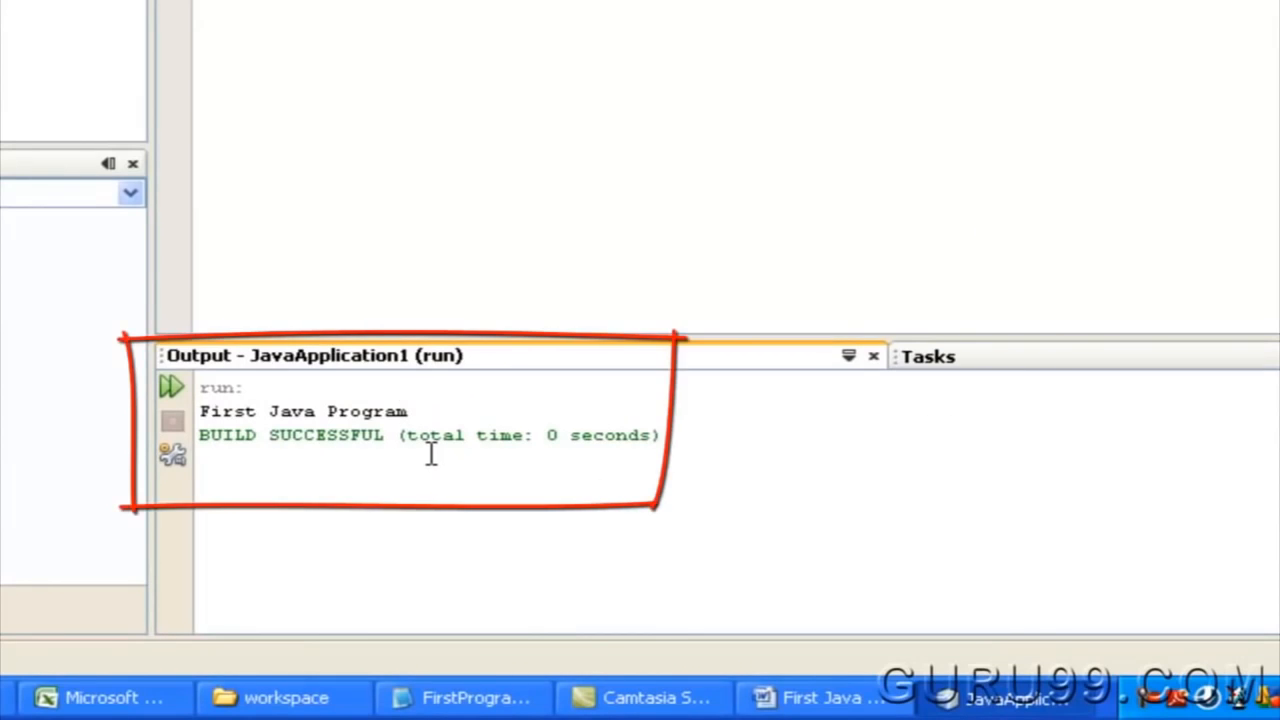 Output - JavaApplication1 (run)
Tasks
run:
First Java Program
BUILD SUCCESSFUL (total time: 0 seconds)
Microsoft ...
workspace
FirstProgra...
Camtasia S...
First Java ...
JavaApplic...
GURU99.COM